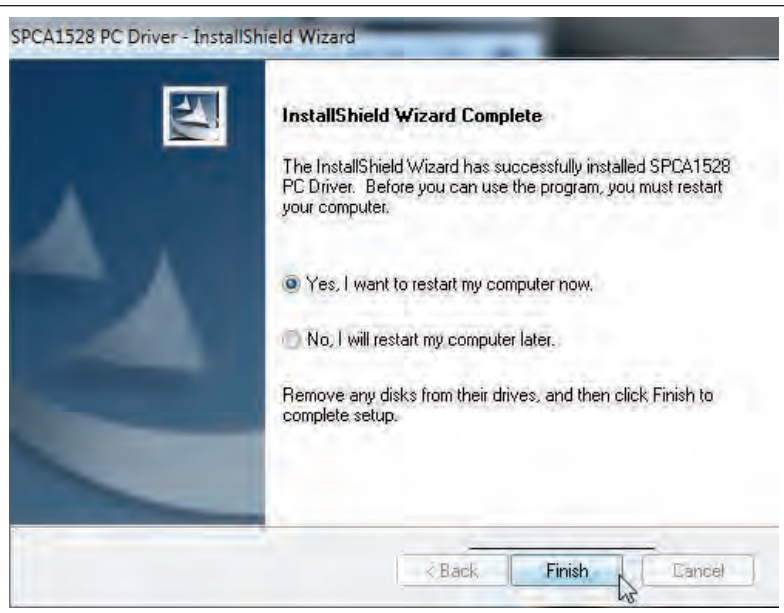 SPCA1528 PC Driver - InstallShield Wizard
InstallShield Wizard Complete
The InstallShield Wizard has successfully installed SPCA1528
PC Driver. Before you can use the program, you must restart
your computer.
Yes, I want to restart my computer now.
No, I will restart my computer later.
Remove any disks from their drives, and then click Finish to
complete setup.
< Back
Finish
Cancel